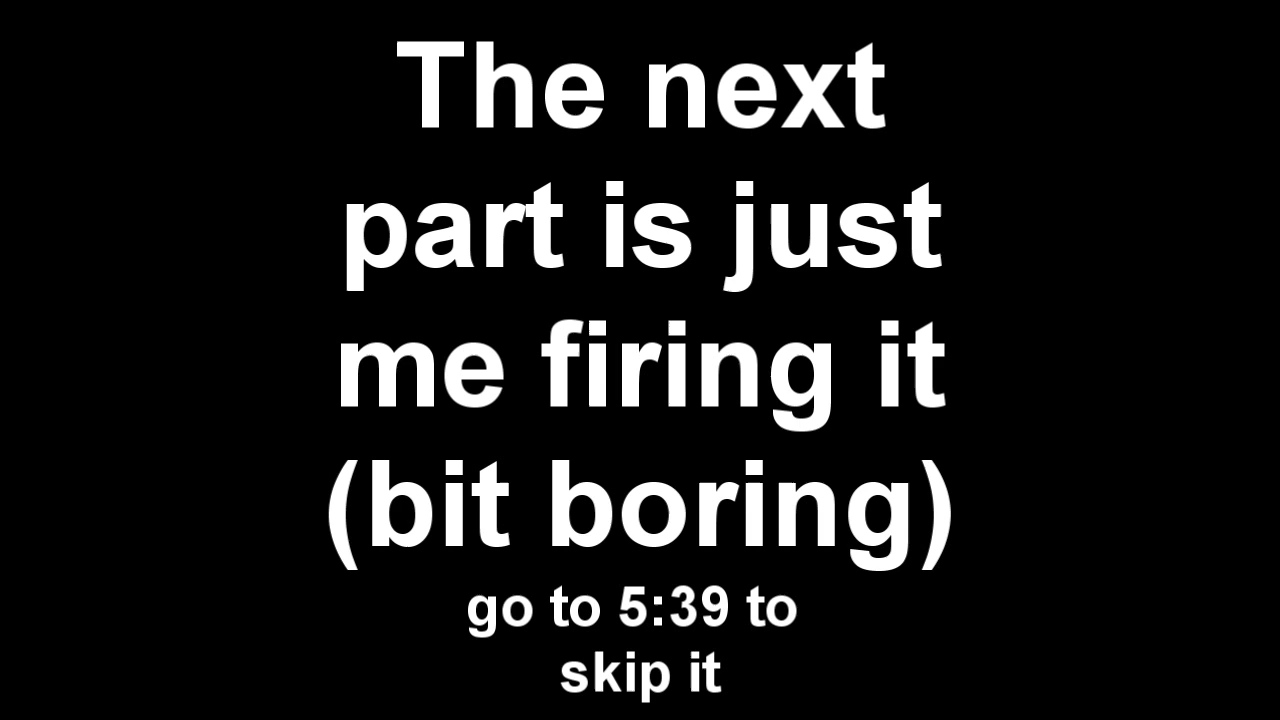 The next
part is just
me firing it
(bit boring)
go to 5:39 to
skip it